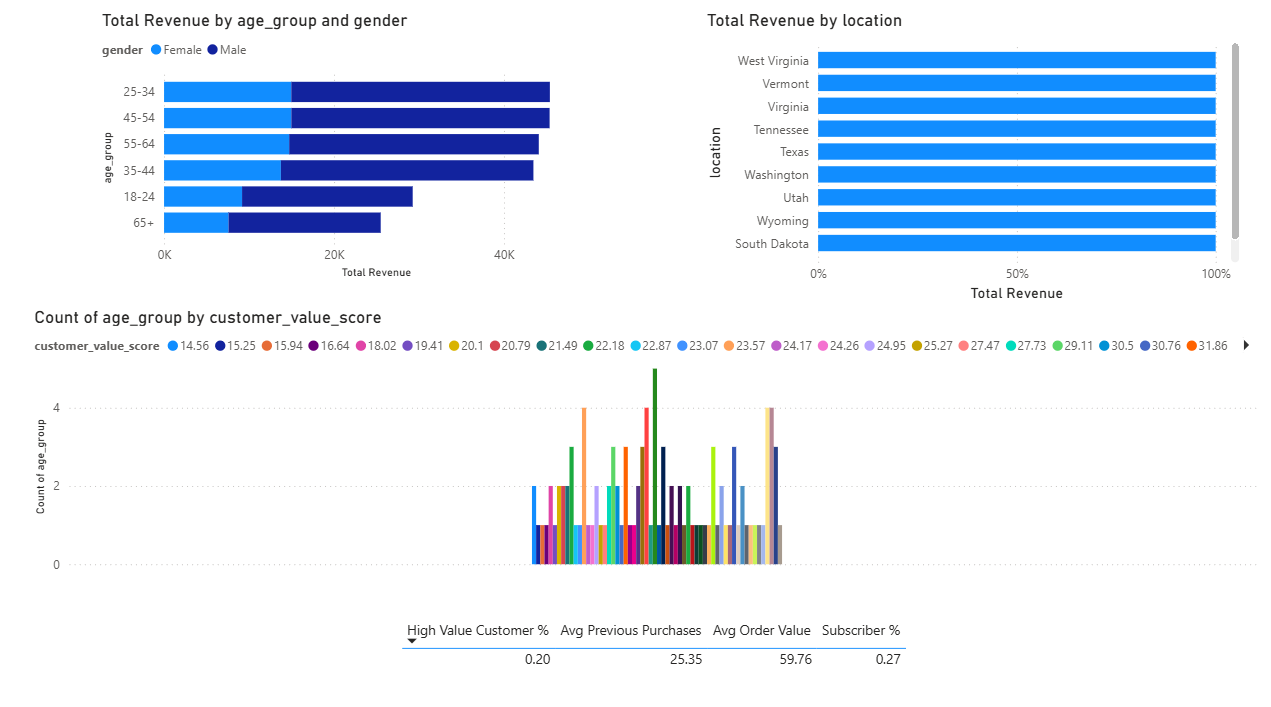 Total Revenue by age_group and gender
gender Female Male
age_group
25-34
45-54
55-64
35-44
18-24
65+
0K 20K 40K
Total Revenue
Total Revenue by location
location
West Virginia
Vermont
Virginia
Tennessee
Texas
Washington
Utah
Wyoming
South Dakota
0% 50% 100%
Total Revenue
Count of age_group by customer_value_score
customer_value_score 14.56 15.25 15.94 16.64 18.02 19.41 20.1 20.79 21.49 22.18 22.87 23.07 23.57 24.17 24.26 24.95 25.27 27.47 27.73 29.11 30.5 30.76 31.86
Count of age_group
4
2
0
High Value Customer % Avg Previous Purchases Avg Order Value Subscriber %
0.20 25.35 59.76 0.27